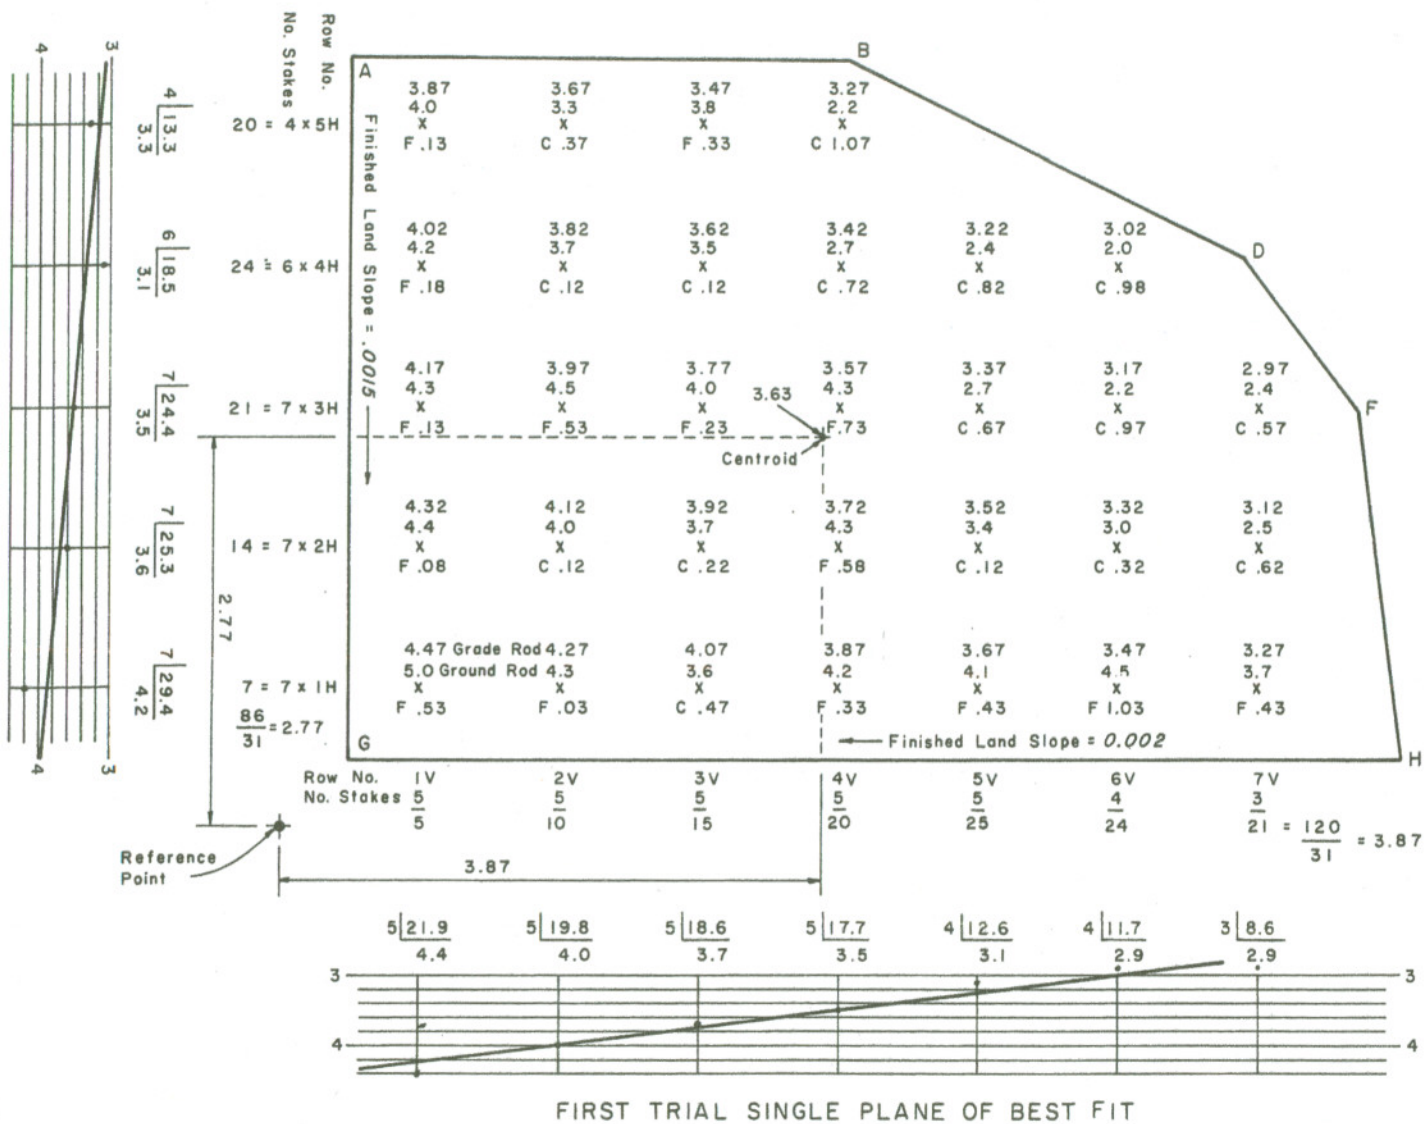 Row No.
No. Stakes
A
B
3.87 3.67 3.47 3.27
4.0 3.3 3.8 2.2
20 = 4 x 5H x x x x
F .13 C .37 F .33 C 1.07
4 3
4 13.3
3.3
Finished Land Slope = .0015
4.02 3.82 3.62 3.42 3.22 3.02
4.2 3.7 3.5 2.7 2.4 2.0
24 = 6 x 4H x x x x x x
F .18 C .12 C .12 C .72 C .82 C .98
D
6 18.5
3.1
4.17 3.97 3.77 3.57 3.37 3.17 2.97
4.3 4.5 4.0 4.3 2.7 2.2 2.4
21 = 7 x 3H x x x x x x
F .13 F .53 F .23 F.73 C .67 C .97 C .57
3.63
Centroid
F
7 24.4
3.5
4.32 4.12 3.92 3.72 3.52 3.32 3.12
4.4 4.0 3.7 4.3 3.4 3.0 2.5
14 = 7 x 2H x x x x x x x
F .08 C .12 C .22 F .58 C .12 C .32 C .62
7 25.3
3.6
2.77
4.47 Grade Rod 4.27 4.07 3.87 3.67 3.47 3.27
5.0 Ground Rod 4.3 3.6 4.2 4.1 4.5 3.7
7 = 7 x 1H x x x x x x x
F .53 F .03 C .47 F .33 F .43 F 1.03 F .43
7 29.4
4.2
86
31 = 2.77
4 3
G
Finished Land Slope = 0.002
H
Row No. 1V 2V 3V 4V 5V 6V 7V
No. Stakes 5 5 5 5 5 4 3
5 10 15 20 25 24 21 = 120
31 = 3.87
Reference
Point
3.87
5 21.9 5 19.8 5 18.6 5 17.7 4 12.6 4 11.7 3 8.6
4.4 4.0 3.7 3.5 3.1 2.9 2.9
3 3
4 4
FIRST TRIAL SINGLE PLANE OF BEST FIT